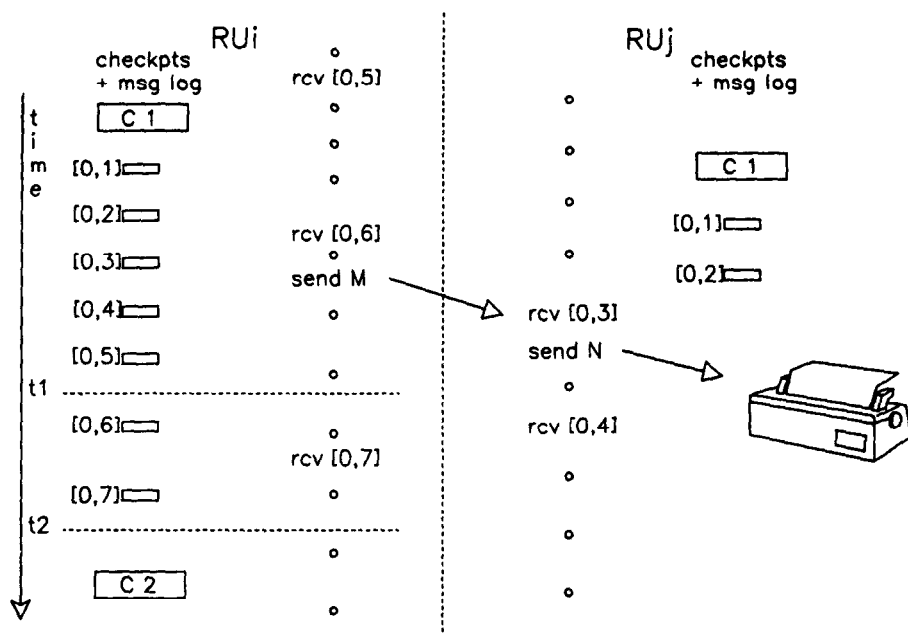 RUi
checkpts
+ msg log
rcv [0,5]
time
C 1
[0,1]
[0,2]
rcv [0,6]
[0,3]
send M
[0,4]
[0,5]
t1
[0,6]
rcv [0,7]
[0,7]
t2
C 2
RUj
checkpts
+ msg log
C 1
[0,1]
[0,2]
rcv [0,3]
send N
rcv [0,4]